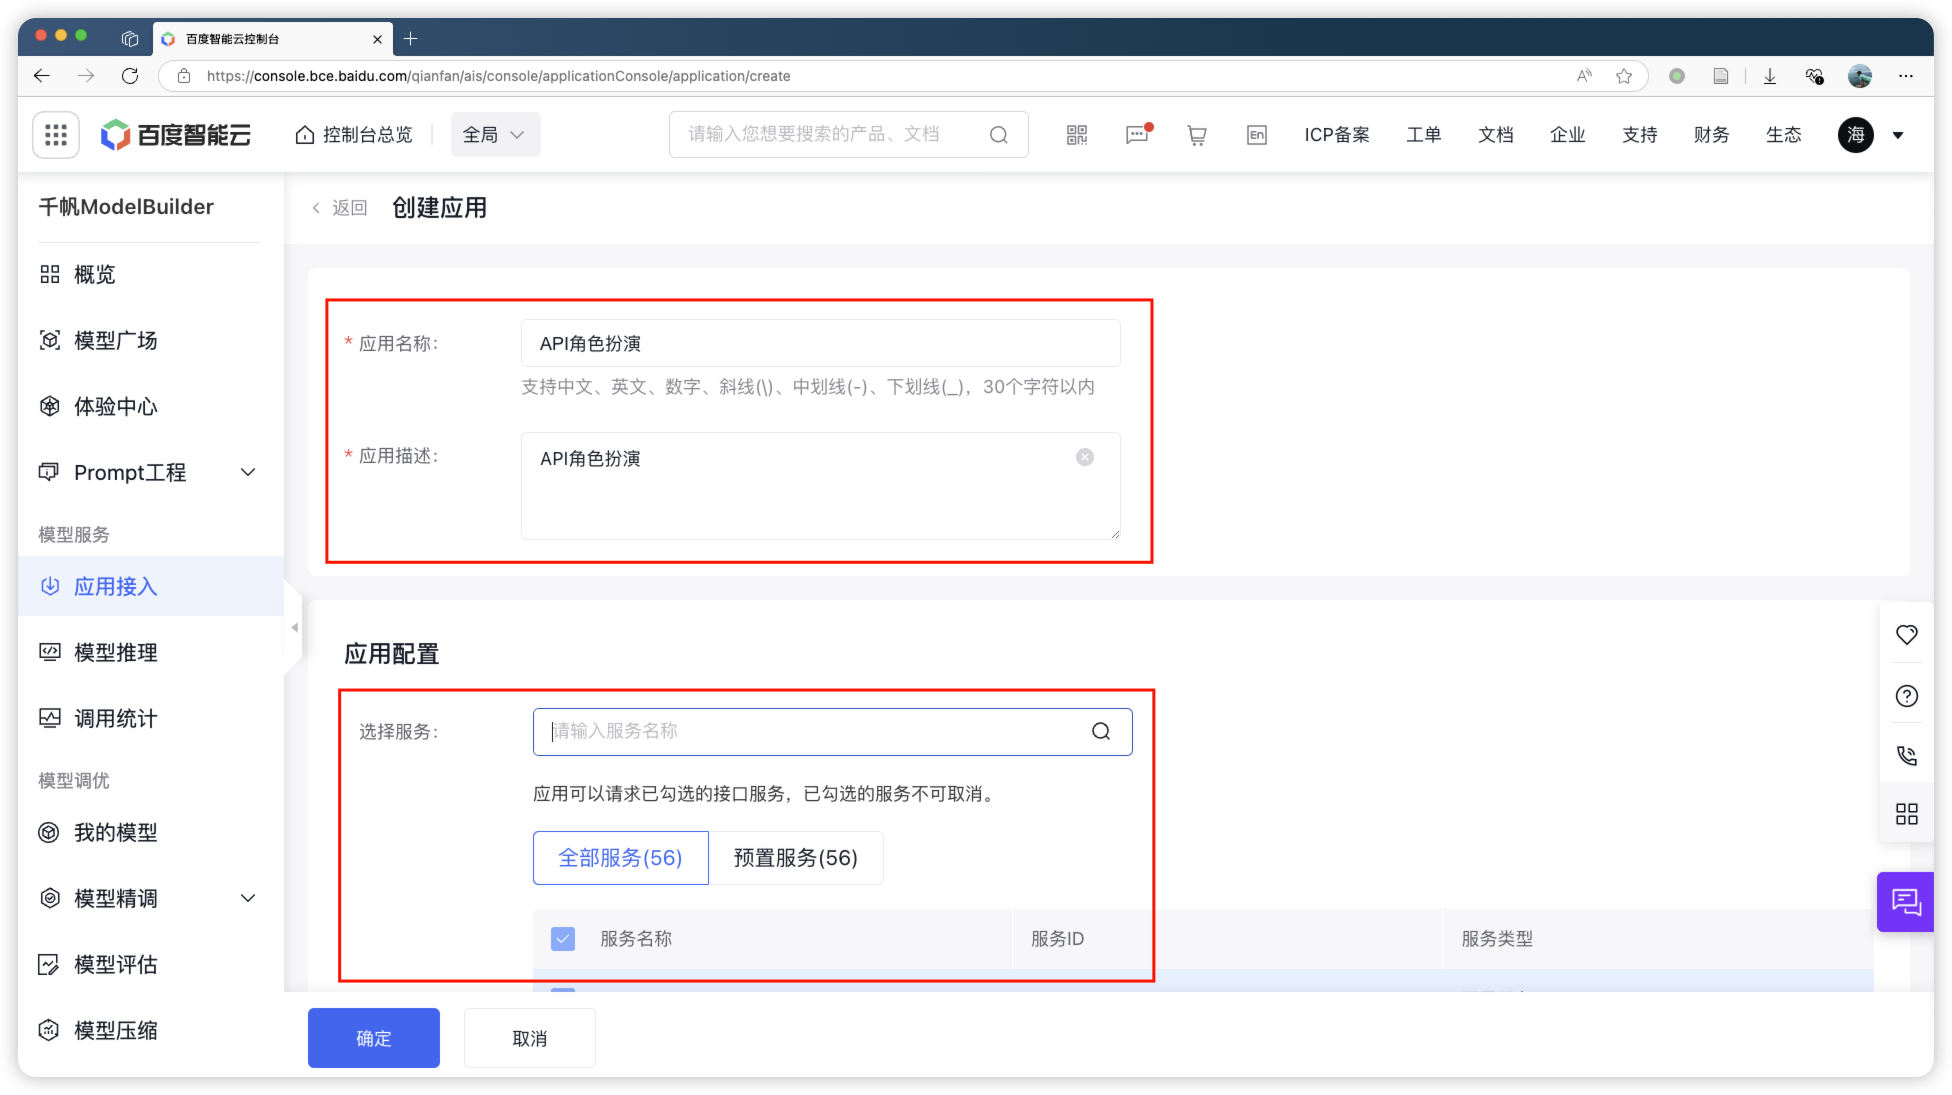 百度智能云控制台
https://console.bce.baidu.com/qianfan/ais/console/applicationConsole/application/create
百度智能云
控制台总览
全局
请输入您想要搜索的产品、文档
En
ICP备案
工单
文档
企业
支持
财务
生态
海
千帆ModelBuilder
概览
模型广场
体验中心
Prompt工程
模型服务
应用接入
模型推理
调用统计
模型调优
我的模型
模型精调
模型评估
模型压缩
返回
创建应用
* 应用名称：
API角色扮演
支持中文、英文、数字、斜线(\)、中划线(-)、下划线(_)，30个字符以内
* 应用描述：
API角色扮演
应用配置
选择服务：
请输入服务名称
应用可以请求已勾选的接口服务，已勾选的服务不可取消。
全部服务(56)
预置服务(56)
服务名称
服务ID
服务类型
确定
取消